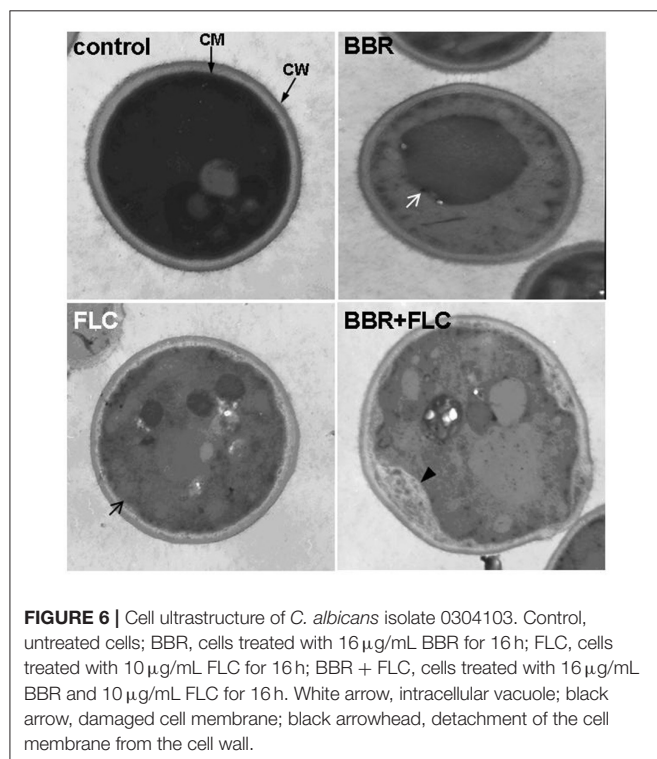 control
CM
CW
BBR
FLC
BBR+FLC
FIGURE 6 | Cell ultrastructure of C. albicans isolate 0304103. Control,
untreated cells; BBR, cells treated with 16 μg/mL BBR for 16 h; FLC, cells
treated with 10 μg/mL FLC for 16 h; BBR + FLC, cells treated with 16 μg/mL
BBR and 10 μg/mL FLC for 16 h. White arrow, intracellular vacuole; black
arrow, damaged cell membrane; black arrowhead, detachment of the cell
membrane from the cell wall.